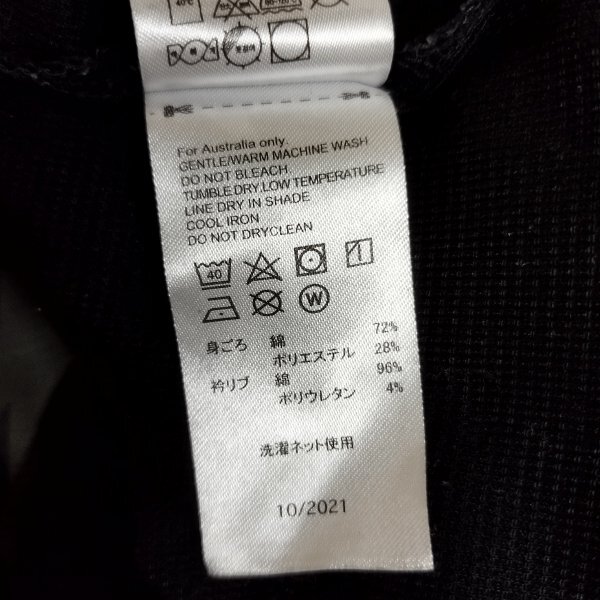 40℃
For Australia only.
GENTLE/WARM MACHINE WASH
DO NOT BLEACH
TUMBLE DRY,LOW TEMPERATURE
LINE DRY IN SHADE
COOL IRON
DO NOT DRYCLEAN
40
W
身ごろ 綿 72%
ポリエステル 28%
衿リブ 綿 96%
ポリウレタン 4%
洗濯ネット使用
10/2021